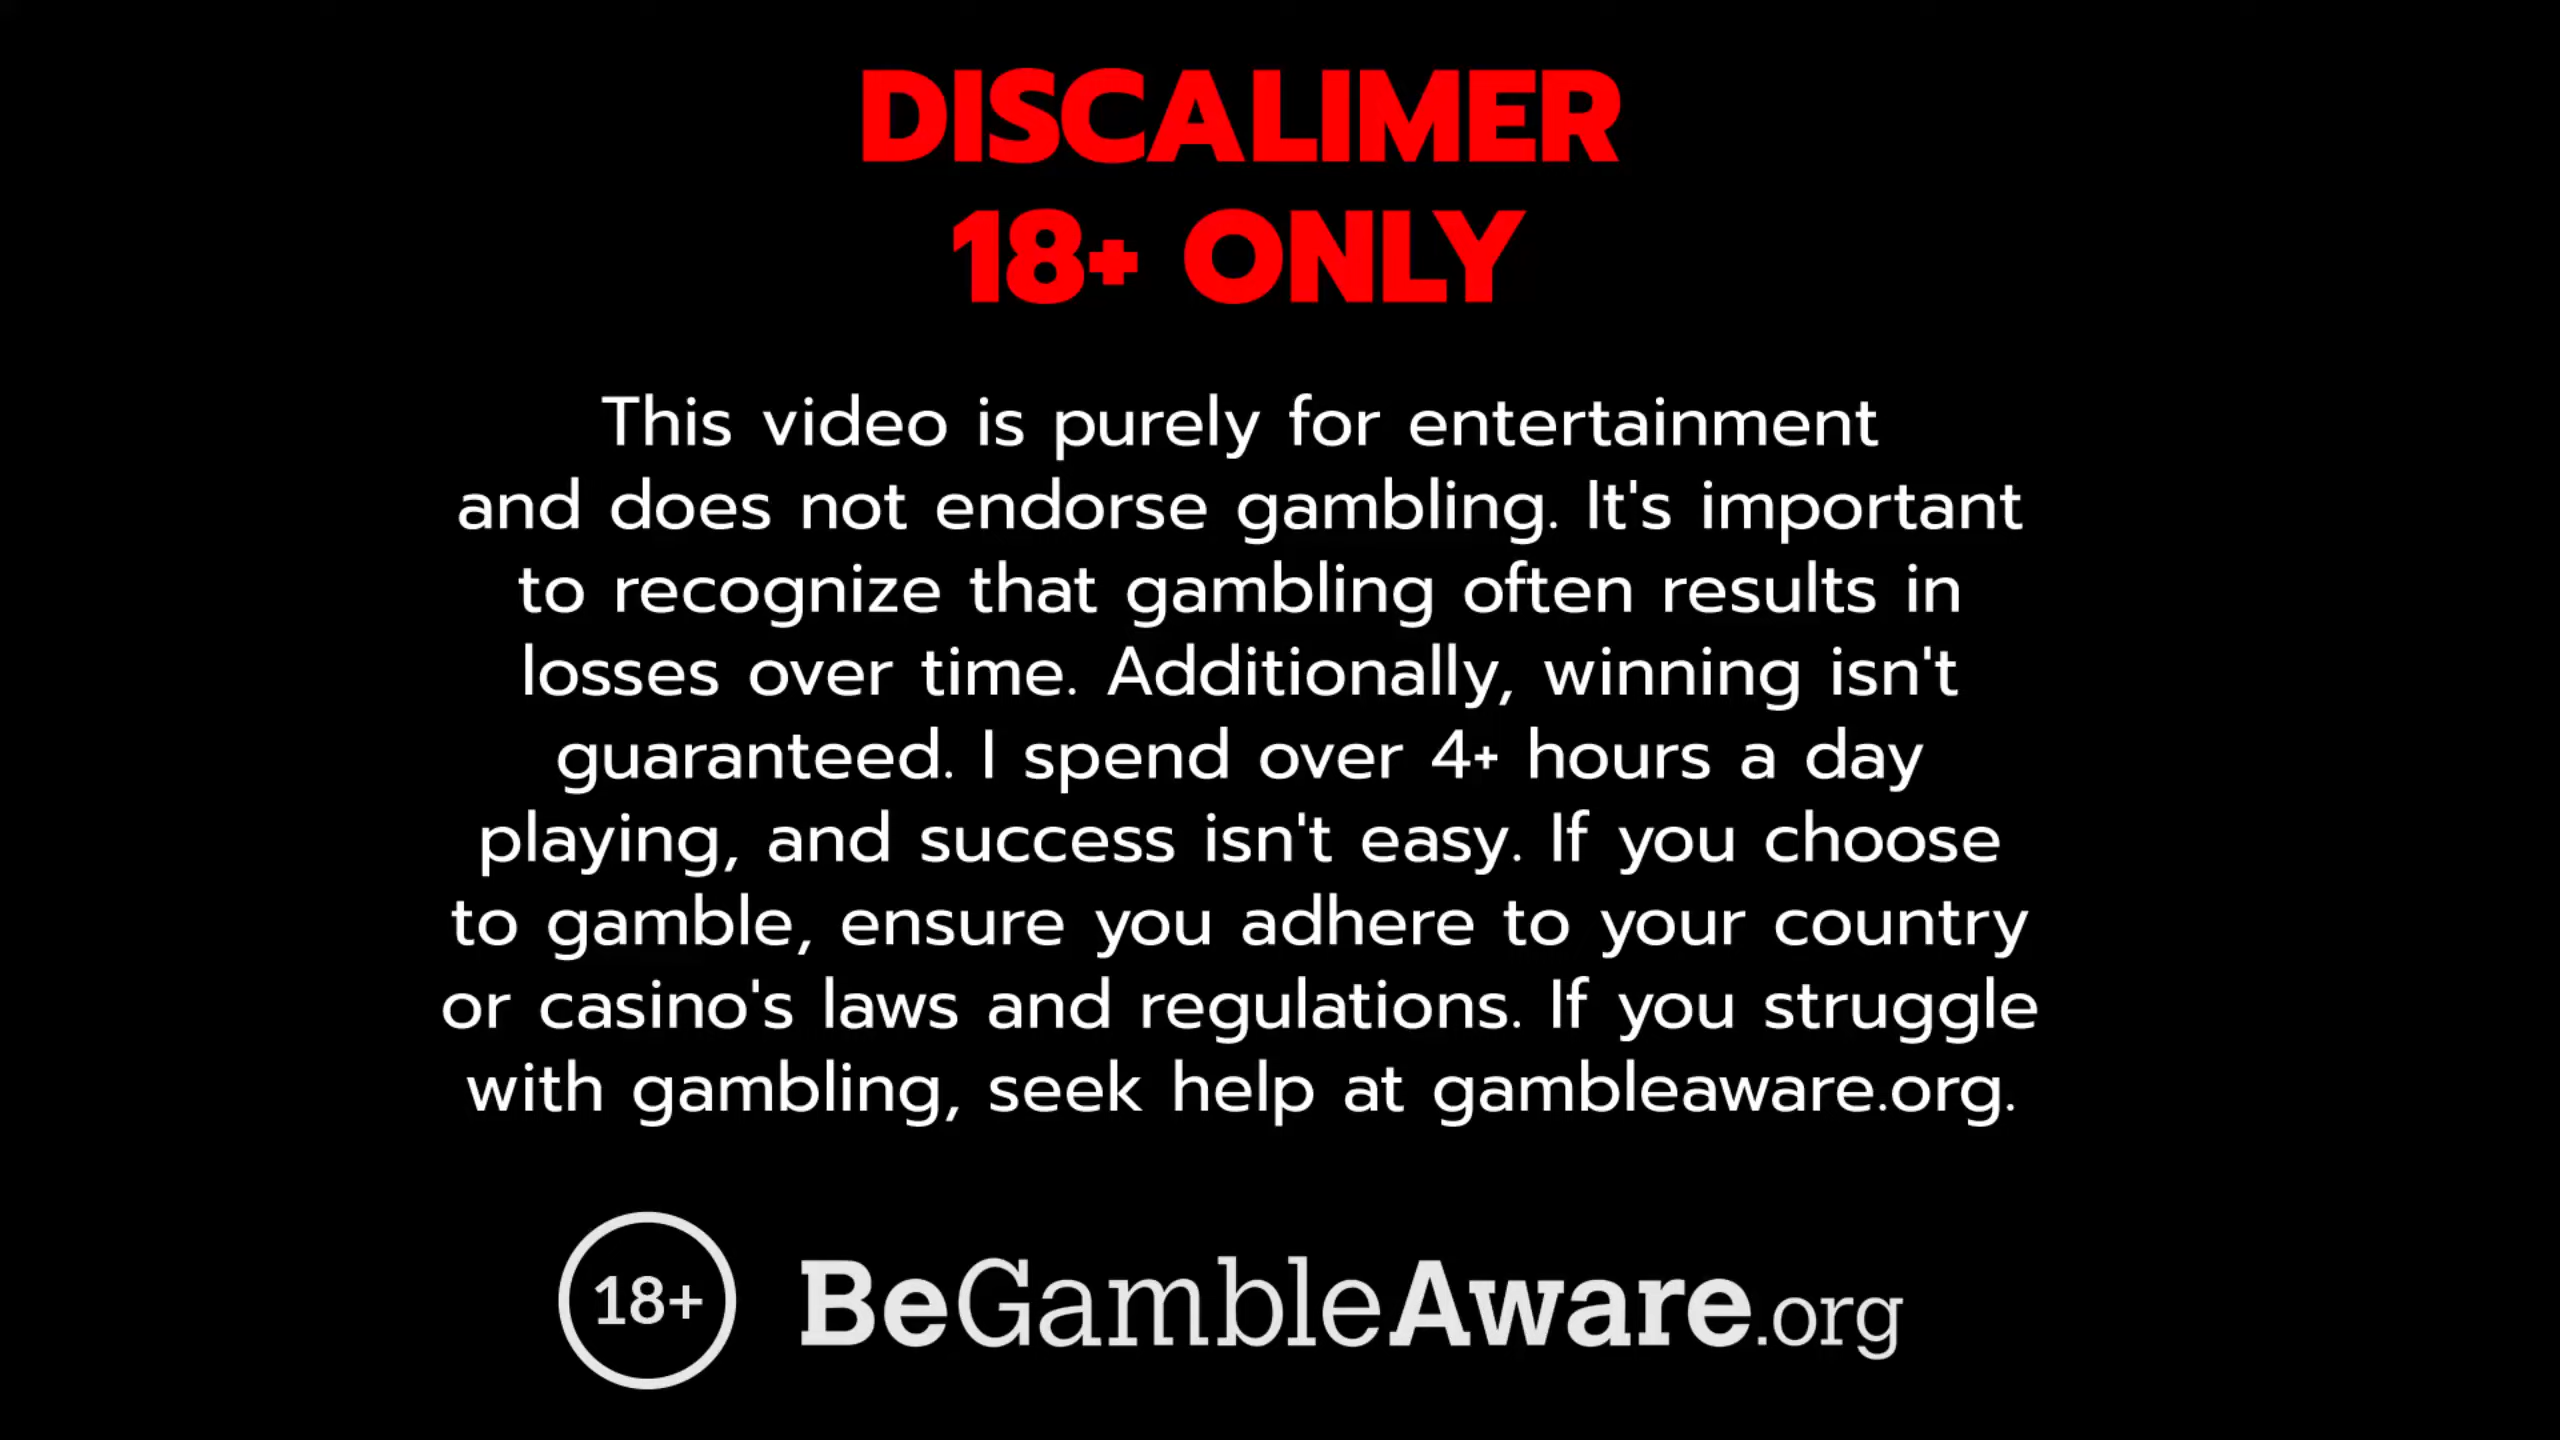 DISCALIMER
18+ ONLY
This video is purely for entertainment
and does not endorse gambling. It's important
to recognize that gambling often results in
losses over time. Additionally, winning isn't
guaranteed. I spend over 4+ hours a day
playing, and success isn't easy. If you choose
to gamble, ensure you adhere to your country
or casino's laws and regulations. If you struggle
with gambling, seek help at gambleaware.org.
18+ BeGambleAware.org